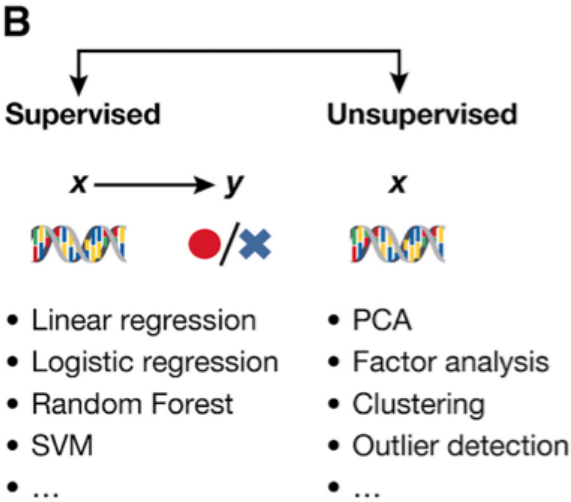 B
Supervised
x → y
/
• Linear regression
• Logistic regression
• Random Forest
• SVM
• ...
Unsupervised
x
• PCA
• Factor analysis
• Clustering
• Outlier detection
• ...